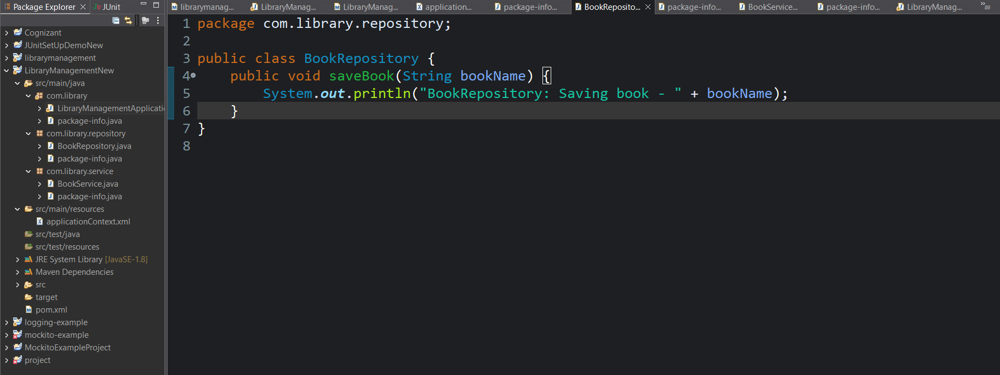 Package Explorer JUnit
librarymanag... LibraryManag... LibraryManag... application... package-info... BookReposito... package-info... BookService... package-info... LibraryManag... 89
Cognizant
JUnitSetUpDemoNew
librarymanagement
LibraryManagementNew
src/main/java
com.library
LibraryManagementApplicati
package-info.java
com.library.repository
BookRepository.java
package-info.java
com.library.service
BookService.java
package-info.java
src/main/resources
applicationContext.xml
src/test/java
src/test/resources
JRE System Library [JavaSE-1.8]
Maven Dependencies
src
target
pom.xml
logging-example
mockito-example
MockitoExampleProject
project
1 package com.library.repository;
2
3 public class BookRepository {
4 public void saveBook(String bookName) {
5 System.out.println("BookRepository: Saving book - " + bookName);
6 }
7 }
8